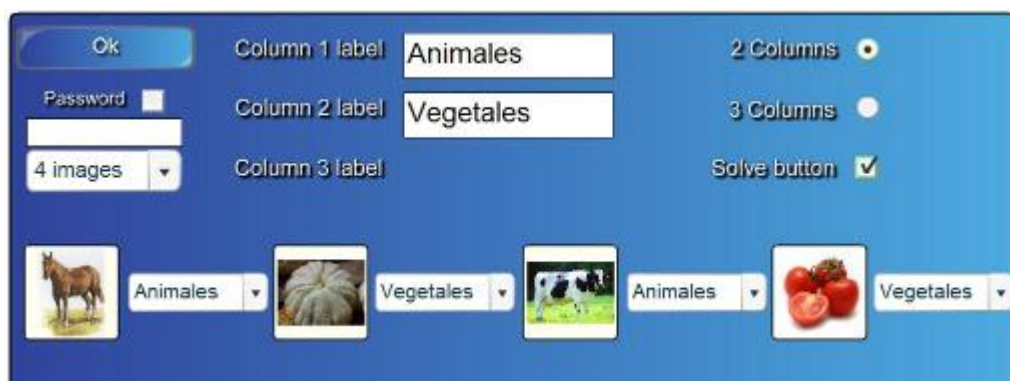 Ok
Column 1 label
Animales
2 Columns
Password
Column 2 label
Vegetales
3 Columns
4 images
Column 3 label
Solve button
Animales
Vegetales
Animales
Vegetales